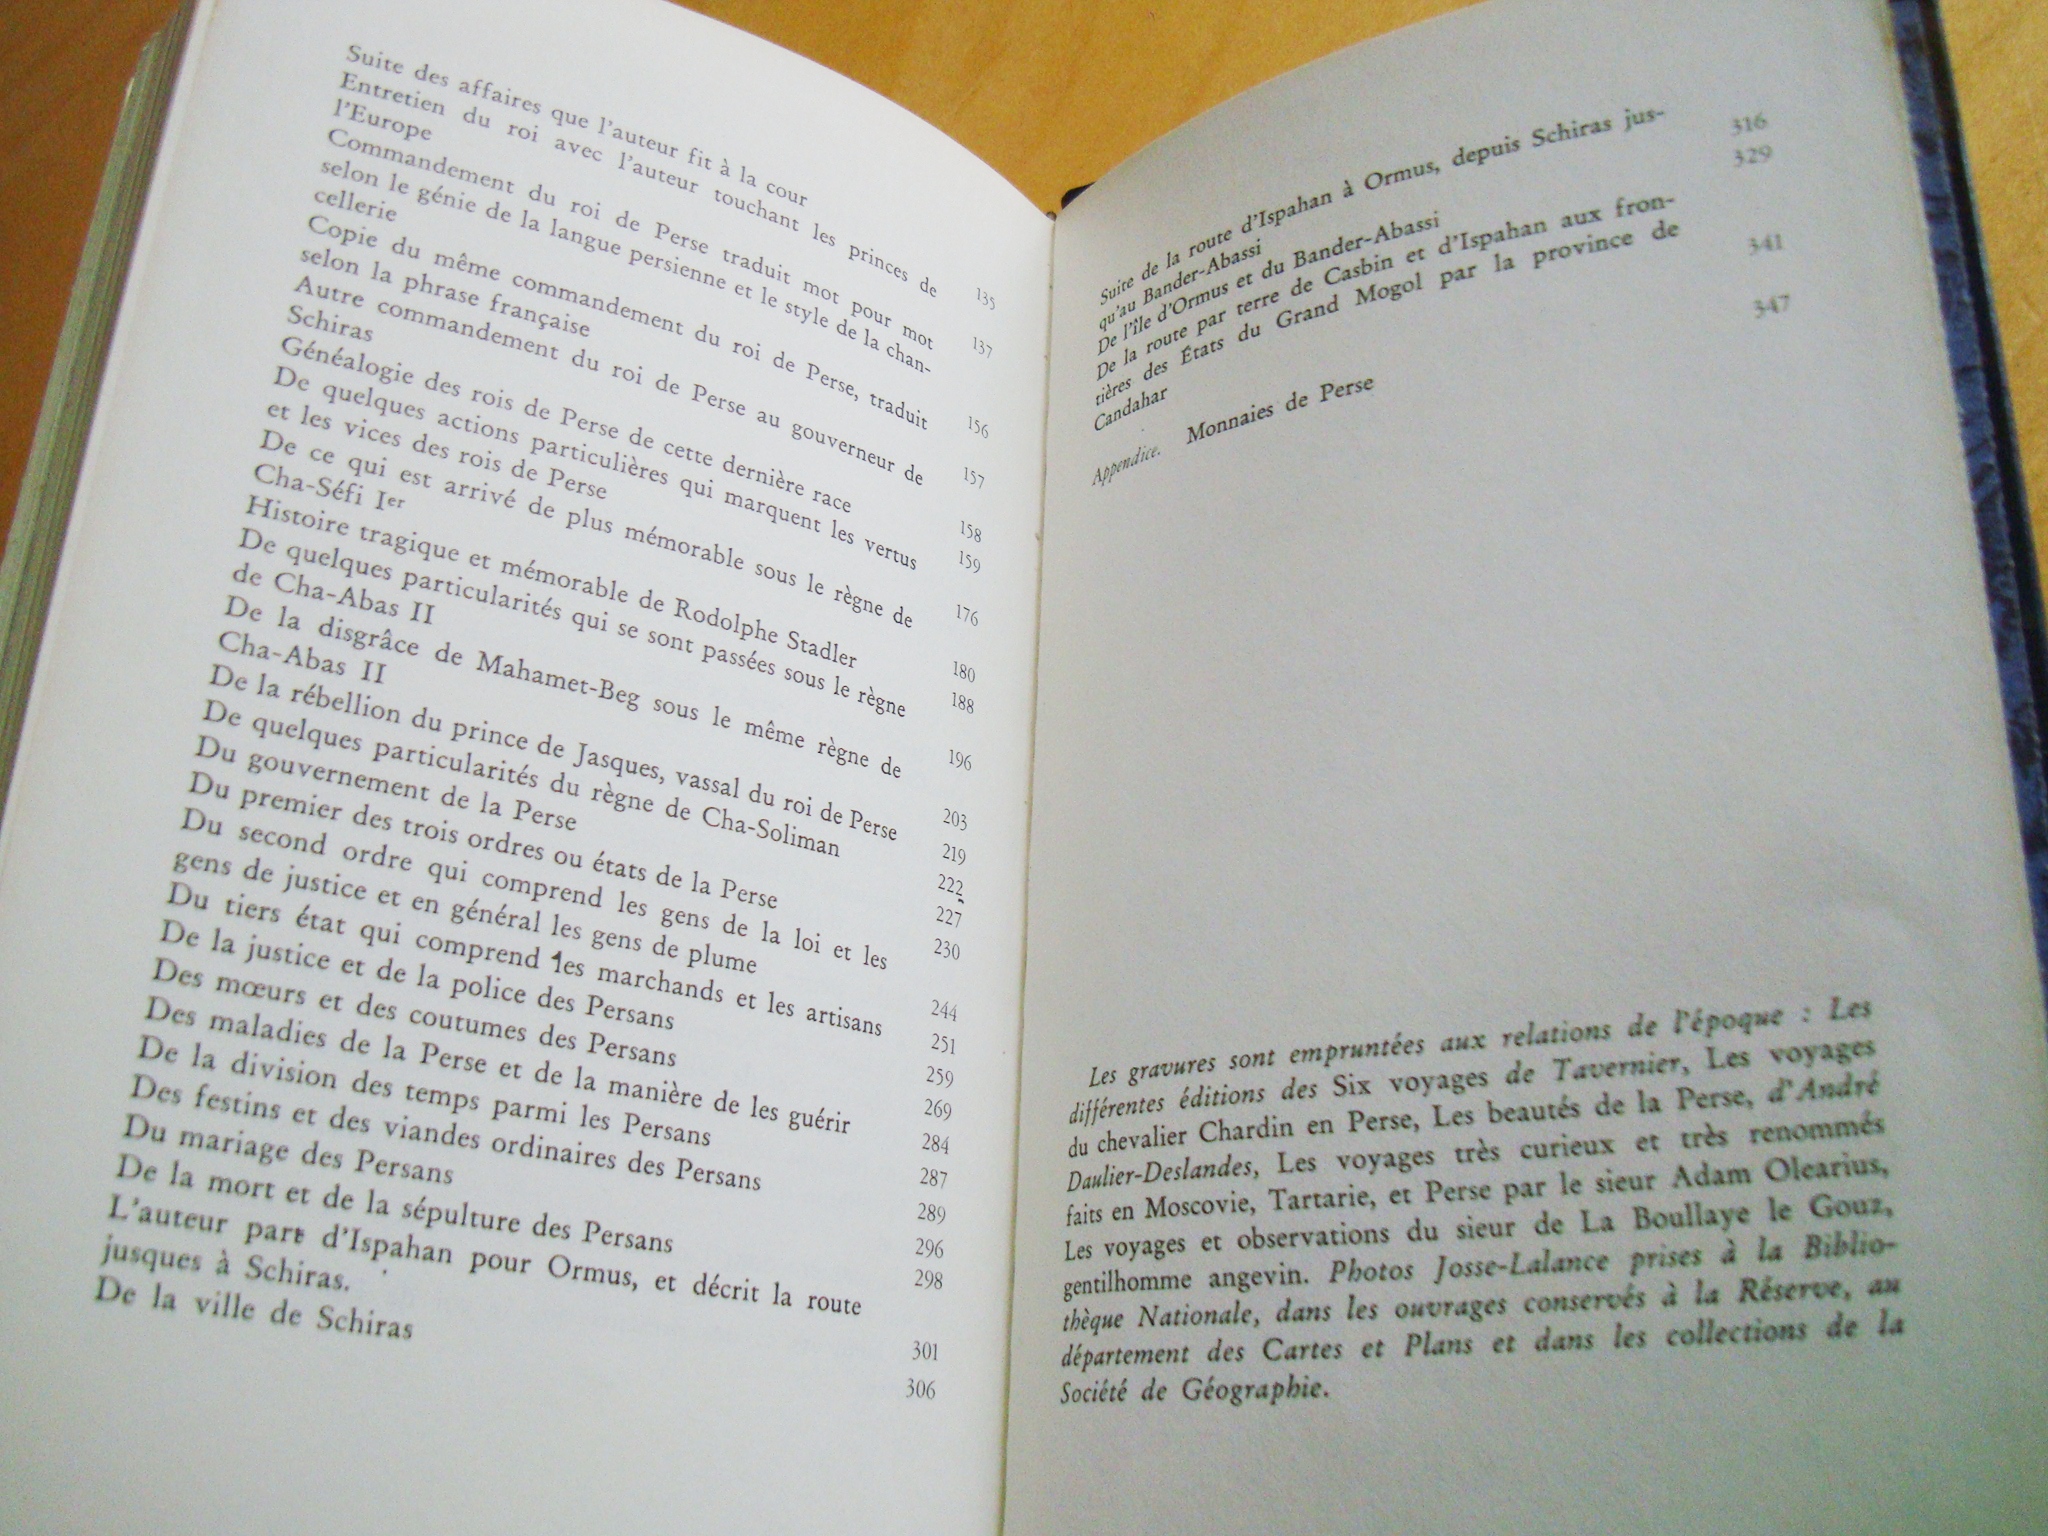 Suite des affaires que l'auteur fit à la cour 135
Entretien du roi avec l'auteur touchant les princes de
l'Europe 137
Commandement du roi de Perse traduit mot pour mot
selon le génie de la langue persienne et le style de la chan-
cellerie 156
Copie du même commandement du roi de Perse, traduit
selon la phrase française 157
Autre commandement du roi de Perse au gouverneur de
Schiras 158
Généalogie des rois de Perse de cette dernière race 159
De quelques actions particulières qui marquent les vertus
et les vices des rois de Perse 176
De ce qui est arrivé de plus mémorable sous le règne de
Cha-Séfi Ier 180
Histoire tragique et mémorable de Rodolphe Stadler 188
De quelques particularités qui se sont passées sous le règne
de Cha-Abas II 196
De la disgrâce de Mahamet-Beg sous le même règne de
Cha-Abas II 203
De la rébellion du prince de Jasques, vassal du roi de Perse 219
De quelques particularités du règne de Cha-Soliman 222
Du gouvernement de la Perse 227
Du premier des trois ordres ou états de la Perse 230
Du second ordre qui comprend les gens de la loi et les
gens de justice et en général les gens de plume 244
Du tiers état qui comprend les marchands et les artisans 251
De la justice et de la police des Persans 259
Des mœurs et des coutumes des Persans 269
Des maladies de la Perse et de la manière de les guérir 284
De la division des temps parmi les Persans 287
Des festins et des viandes ordinaires des Persans 289
Du mariage des Persans 296
De la mort et de la sépulture des Persans 298
L'auteur part d'Ispahan pour Ormus, et décrit la route
jusques à Schiras. 301
De la ville de Schiras 306
Suite de la route d'Ispahan à Ormus, depuis Schiras jus-
qu'au Bander-Abassi 316
De l'île d'Ormus et du Bander-Abassi 329
De la route par terre de Casbin et d'Ispahan aux fron-
tières des États du Grand Mogol par la province de
Candahar 341
Appendice. Monnaies de Perse 347
Les gravures sont empruntées aux relations de l'époque : Les
différentes éditions des Six voyages de Tavernier, Les voyages
du chevalier Chardin en Perse, Les beautés de la Perse, d'André
Daulier-Deslandes, Les voyages très curieux et très renommés
faits en Moscovie, Tartarie, et Perse par le sieur Adam Olearius,
Les voyages et observations du sieur de La Boullaye le Gouz,
gentilhomme angevin. Photos Josse-Lalance prises à la Biblio-
thèque Nationale, dans les ouvrages conservés à la Réserve, au
département des Cartes et Plans et dans les collections de la
Société de Géographie.